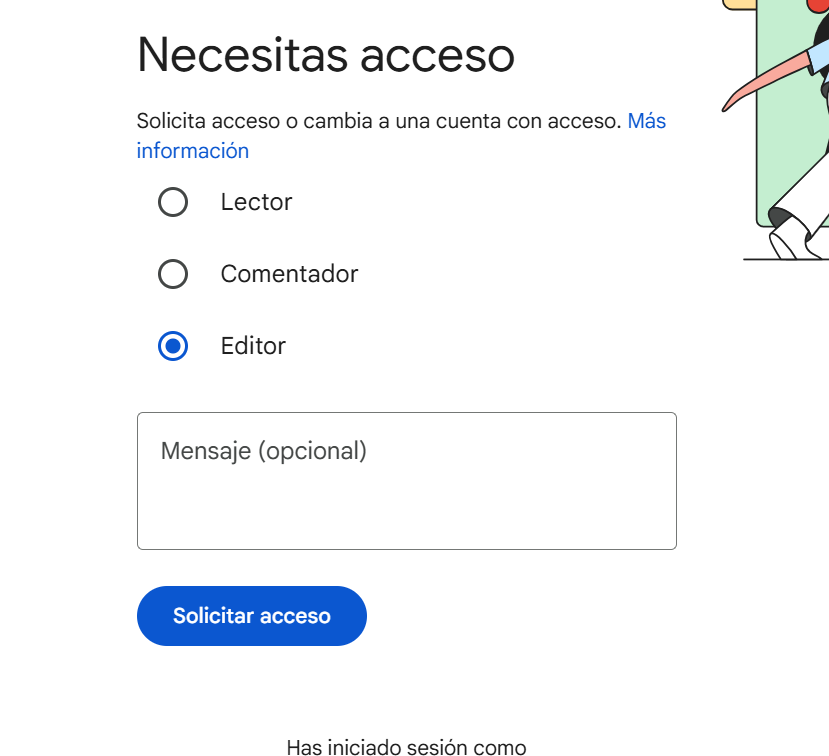 Necesitas acceso
Solicita acceso o cambia a una cuenta con acceso. Más
información
Lector
Comentador
Editor
Mensaje (opcional)
Solicitar acceso
Has iniciado sesión como